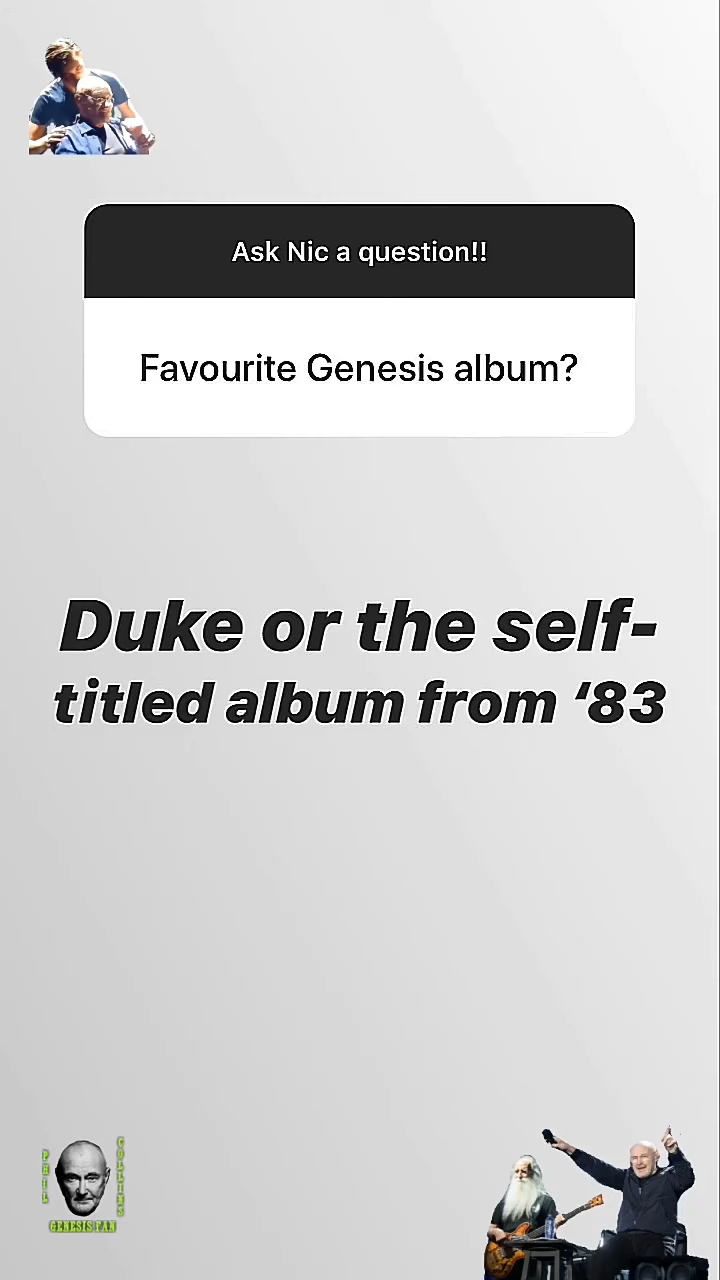 Ask Nic a question!!
Favourite Genesis album?
Duke or the self-
titled album from ‘83
PHIL
COLLINS
GENESIS FAN